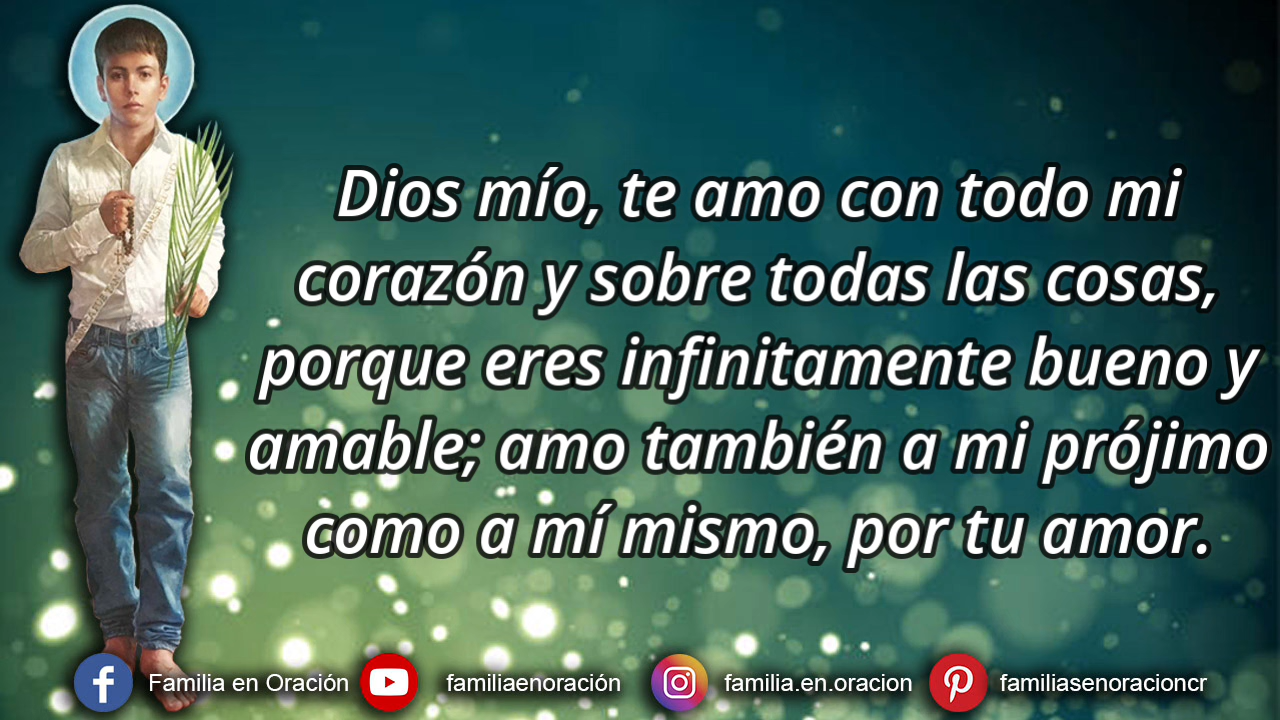 Dios mío, te amo con todo mi
corazón y sobre todas las cosas,
porque eres infinitamente bueno y
amable; amo también a mi prójimo
como a mí mismo, por tu amor.
Familia en Oración
familiaenoración
familia.en.oracion
familiasenoracioncr